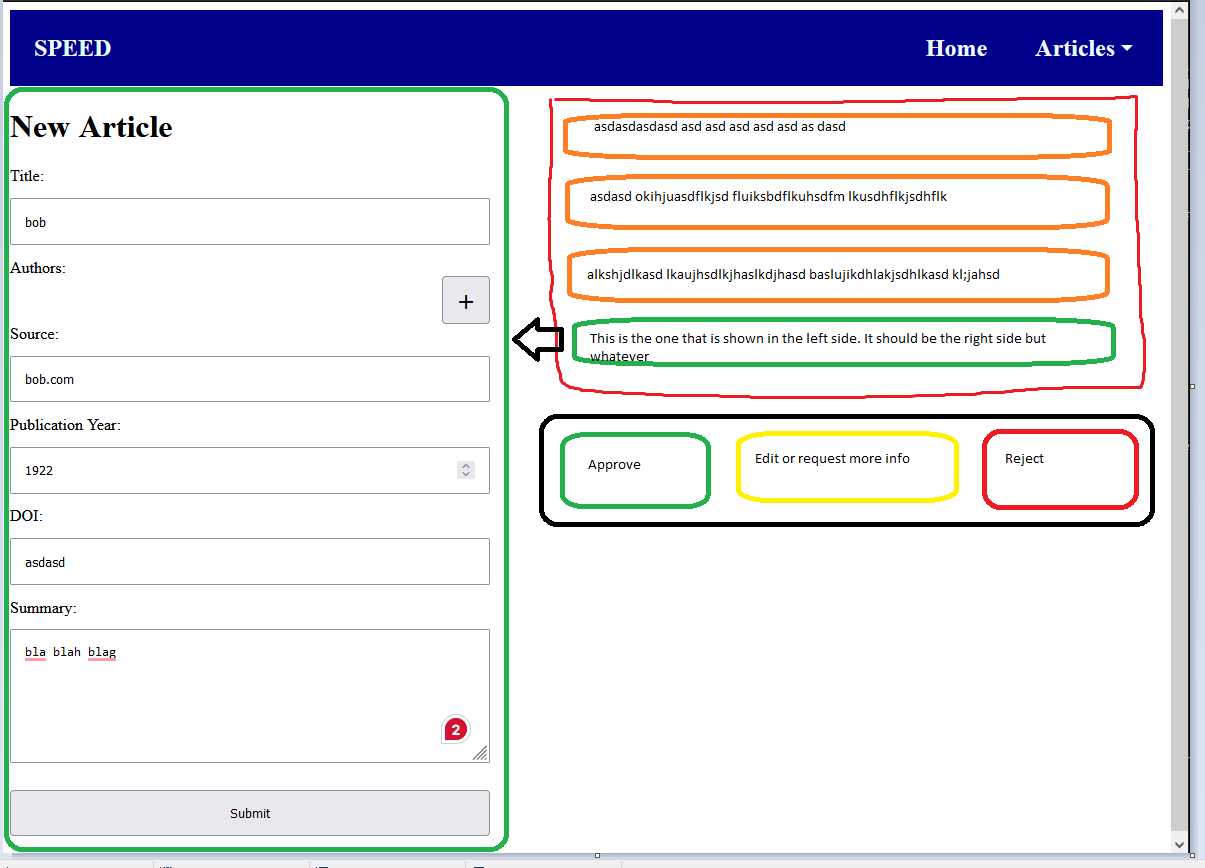 SPEED
Home
Articles
New Article
Title:
bob
Authors:
+
Source:
bob.com
Publication Year:
1922
DOI:
asdasd
Summary:
bla blah blag
2
Submit
asdasdasdasd asd asd asd asd asd as dasd
asdasd okihjuasdflkjsd fluiksbdflkuhsdfm lkusdhflkjsdhflk
alkshjdlkasd lkaujhsdlkjhaslkdjhasd baslujikdhlakjsdhlkasd kl;jahsd
This is the one that is shown in the left side. It should be the right side but
whatever
Approve
Edit or request more info
Reject